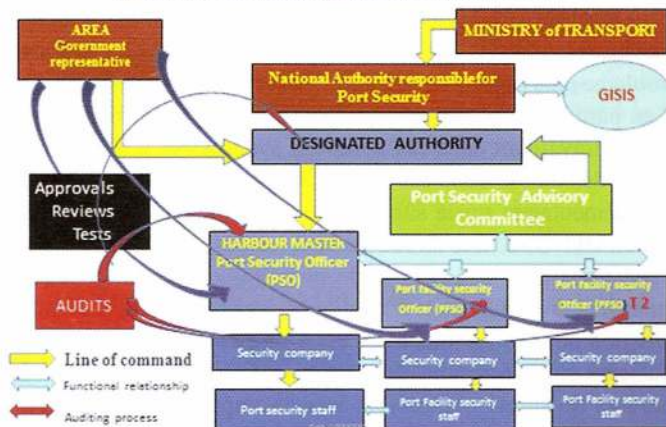 AREA
Government
representative
MINISTRY of TRANSPORT
National Authority responsible for
Port Security
GISIS
DESIGNATED AUTHORITY
Approvals
Reviews
Tests
Port Security Advisory
Committee
HARBOUR MASTER
Port Security Officer
(PSO)
Port Facility security
Officer (PFSO)
Port Facility security
Officer (PFSO)
T 2
AUDITS
Security company
Security company
Security company
Line of command
Functional relationship
Auditing process
Port security staff
Port Facility security
staff
Port Facility security
staff